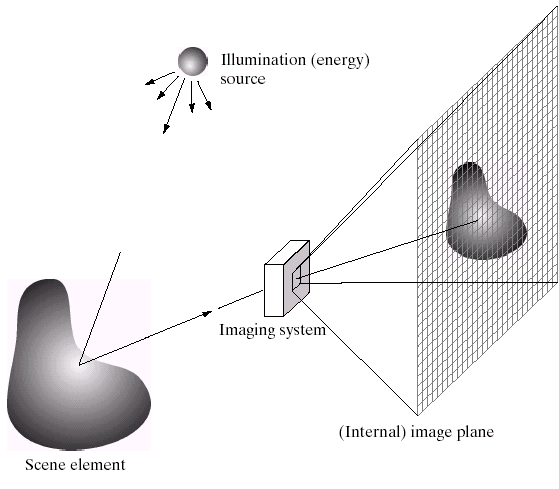 Illumination (energy)
source
Imaging system
(Internal) image plane
Scene element